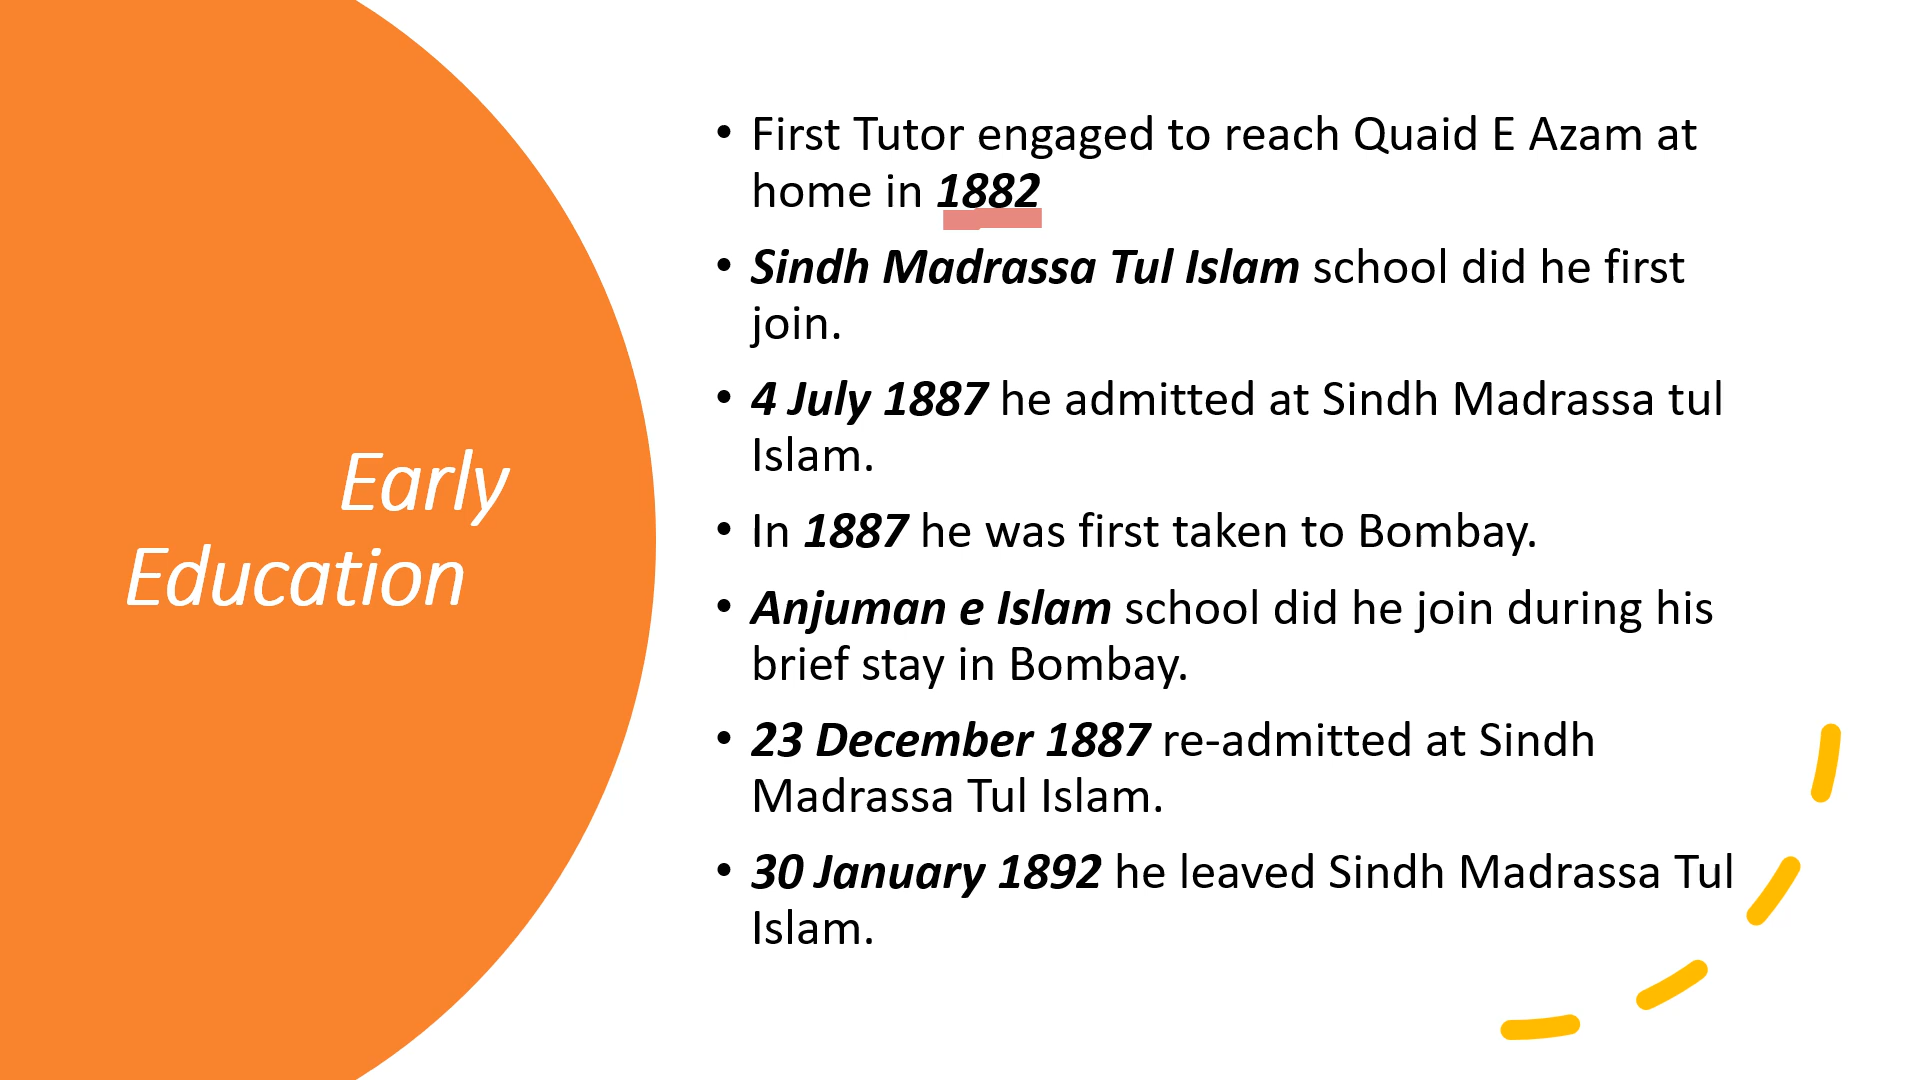 Early
Education
• First Tutor engaged to reach Quaid E Azam at
home in 1882
• Sindh Madrassa Tul Islam school did he first
join.
• 4 July 1887 he admitted at Sindh Madrassa tul
Islam.
• In 1887 he was first taken to Bombay.
• Anjuman e Islam school did he join during his
brief stay in Bombay.
• 23 December 1887 re-admitted at Sindh
Madrassa Tul Islam.
• 30 January 1892 he leaved Sindh Madrassa Tul
Islam.